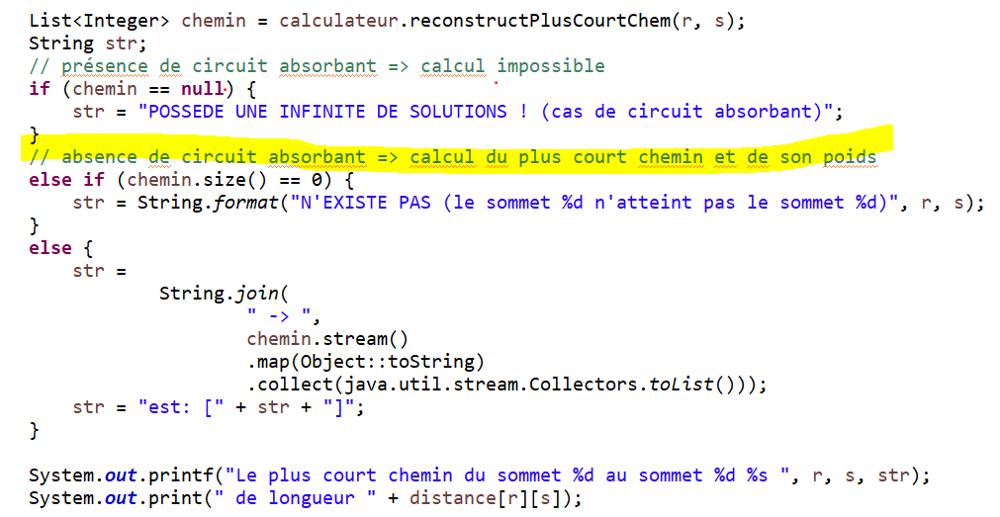 List<Integer> chemin = calculateur.reconstructPlusCourtChem(r, s);
String str;
// présence de circuit absorbant => calcul impossible
if (chemin == null) {
str = "POSSEDE UNE INFINITE DE SOLUTIONS ! (cas de circuit absorbant)";
}
// absence de circuit absorbant => calcul du plus court chemin et de son poids
else if (chemin.size() == 0) {
str = String.format("N'EXISTE PAS (le sommet %d n'atteint pas le sommet %d)", r, s);
}
else {
str =
String.join(
" -> ",
chemin.stream()
.map(Object::toString)
.collect(java.util.stream.Collectors.toList()));
str = "est: [" + str + "]";
}
System.out.printf("Le plus court chemin du sommet %d au sommet %d %s ", r, s, str);
System.out.print(" de longueur " + distance[r][s]);